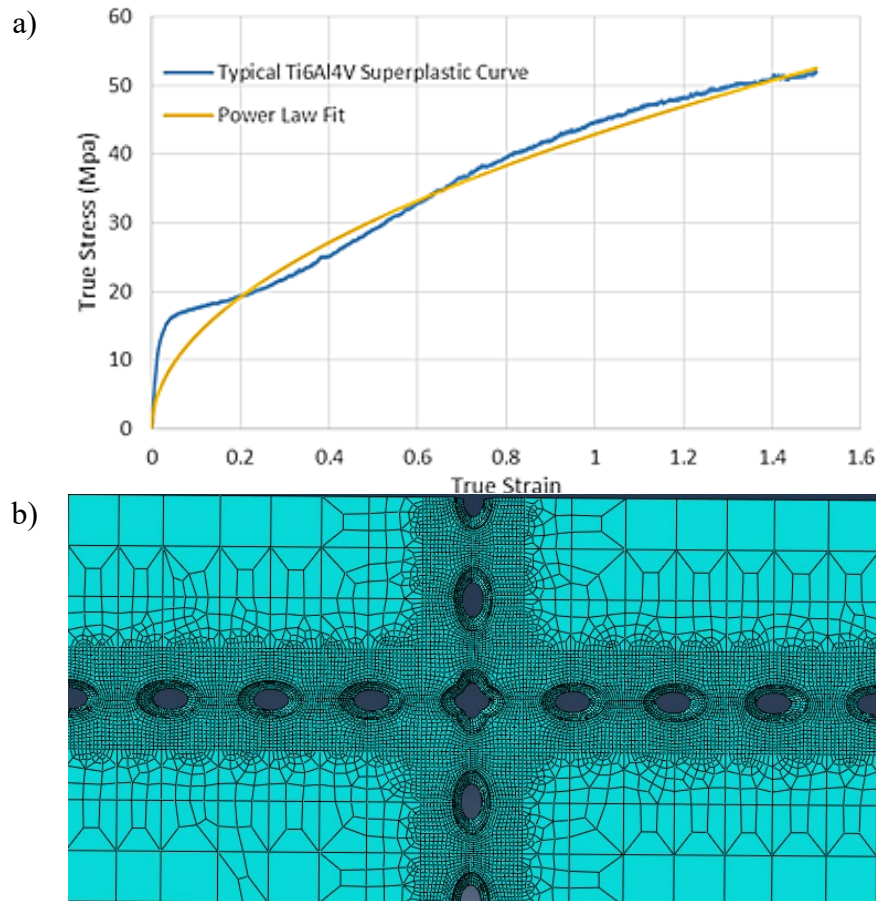 a)
60
50
40
30
20
10
0
True Stress (Mpa)
Typical Ti6Al4V Superplastic Curve
Power Law Fit
0 0.2 0.4 0.6 0.8 1 1.2 1.4 1.6
True Strain
b)